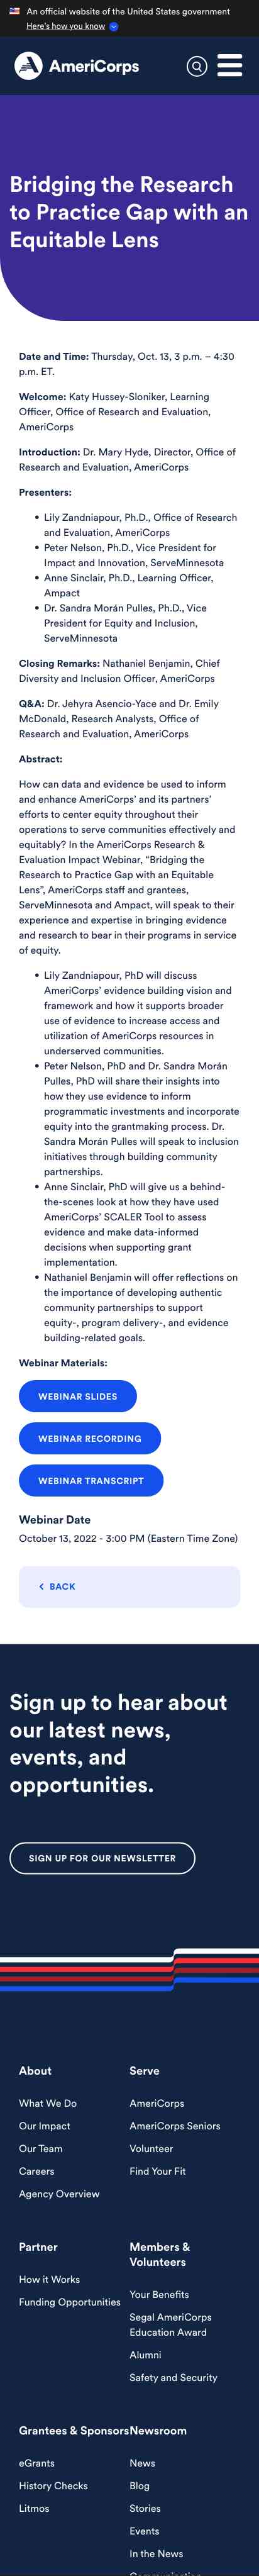 An official website of the United States government
Here's how you know
AmeriCorps
Bridging the Research
to Practice Gap with an
Equitable Lens
Date and Time: Thursday, Oct. 13, 3 p.m. – 4:30
p.m. ET.
Welcome: Katy Hussey-Sloniker, Learning
Officer, Office of Research and Evaluation,
AmeriCorps
Introduction: Dr. Mary Hyde, Director, Office of
Research and Evaluation, AmeriCorps
Presenters:
• Lily Zandniapour, Ph.D., Office of Research
and Evaluation, AmeriCorps
• Peter Nelson, Ph.D., Vice President for
Impact and Innovation, ServeMinnesota
• Anne Sinclair, Ph.D., Learning Officer,
Ampact
• Dr. Sandra Morán Pulles, Ph.D., Vice
President for Equity and Inclusion,
ServeMinnesota
Closing Remarks: Nathaniel Benjamin, Chief
Diversity and Inclusion Officer, AmeriCorps
Q&A: Dr. Jehyra Asencio-Yace and Dr. Emily
McDonald, Research Analysts, Office of
Research and Evaluation, AmeriCorps
Abstract:
How can data and evidence be used to inform
and enhance AmeriCorps' and its partners'
efforts to center equity throughout their
operations to serve communities effectively and
equitably? In the AmeriCorps Research &
Evaluation Impact Webinar, “Bridging the
Research to Practice Gap with an Equitable
Lens”, AmeriCorps staff and grantees,
ServeMinnesota and Ampact, will speak to their
experience and expertise in bringing evidence
and research to bear in their programs in service
of equity.
• Lily Zandniapour, PhD will discuss
AmeriCorps' evidence building vision and
framework and how it supports broader
use of evidence to increase access and
utilization of AmeriCorps resources in
underserved communities.
• Peter Nelson, PhD and Dr. Sandra Morán
Pulles, PhD will share their insights into
how they use evidence to inform
programmatic investments and incorporate
equity into the grantmaking process. Dr.
Sandra Morán Pulles will speak to inclusion
initiatives through building community
partnerships.
• Anne Sinclair, PhD will give us a behind-
the-scenes look at how they have used
AmeriCorps' SCALER Tool to assess
evidence and make data-informed
decisions when supporting grant
implementation.
• Nathaniel Benjamin will offer reflections on
the importance of developing authentic
community partnerships to support
equity-, program delivery-, and evidence
building-related goals.
Webinar Materials:
WEBINAR SLIDES
WEBINAR RECORDING
WEBINAR TRANSCRIPT
Webinar Date
October 13, 2022 - 3:00 PM (Eastern Time Zone)
BACK
Sign up to hear about
our latest news,
events, and
opportunities.
SIGN UP FOR OUR NEWSLETTER
About
What We Do
Our Impact
Our Team
Careers
Agency Overview
Serve
AmeriCorps
AmeriCorps Seniors
Volunteer
Find Your Fit
Partner
How it Works
Funding Opportunities
Members &
Volunteers
Your Benefits
Segal AmeriCorps
Education Award
Alumni
Safety and Security
Grantees & Sponsors
eGrants
History Checks
Litmos
Newsroom
News
Blog
Stories
Events
In the News